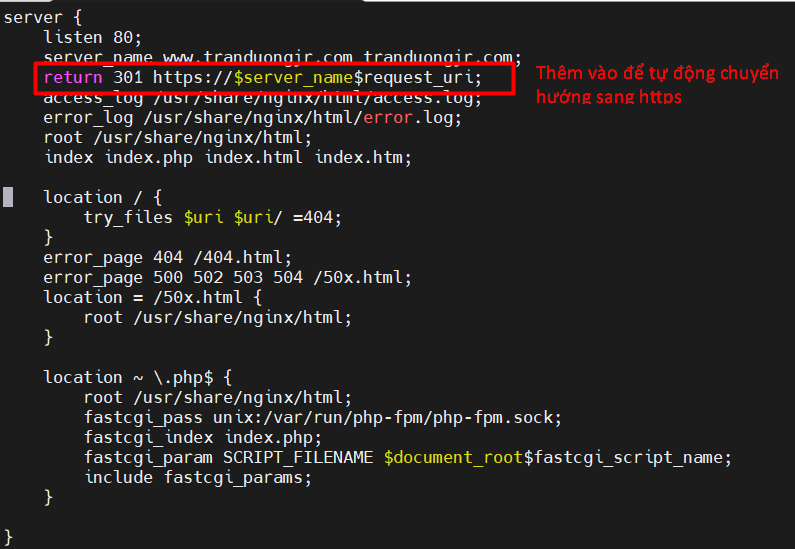 server {
    listen 80;
    server_name www.tranduongjr.com tranduongjr.com;
    return 301 https://$server_name$request_uri;
Thêm vào để tự động chuyển
hướng sang https
    access_log /usr/share/nginx/html/access.log;
    error_log /usr/share/nginx/html/error.log;
    root /usr/share/nginx/html;
    index index.php index.html index.htm;

    location / {
        try_files $uri $uri/ =404;
    }
    error_page 404 /404.html;
    error_page 500 502 503 504 /50x.html;
    location = /50x.html {
        root /usr/share/nginx/html;
    }

    location ~ \.php$ {
        root /usr/share/nginx/html;
        fastcgi_pass unix:/var/run/php-fpm/php-fpm.sock;
        fastcgi_index index.php;
        fastcgi_param SCRIPT_FILENAME $document_root$fastcgi_script_name;
        include fastcgi_params;
    }

}